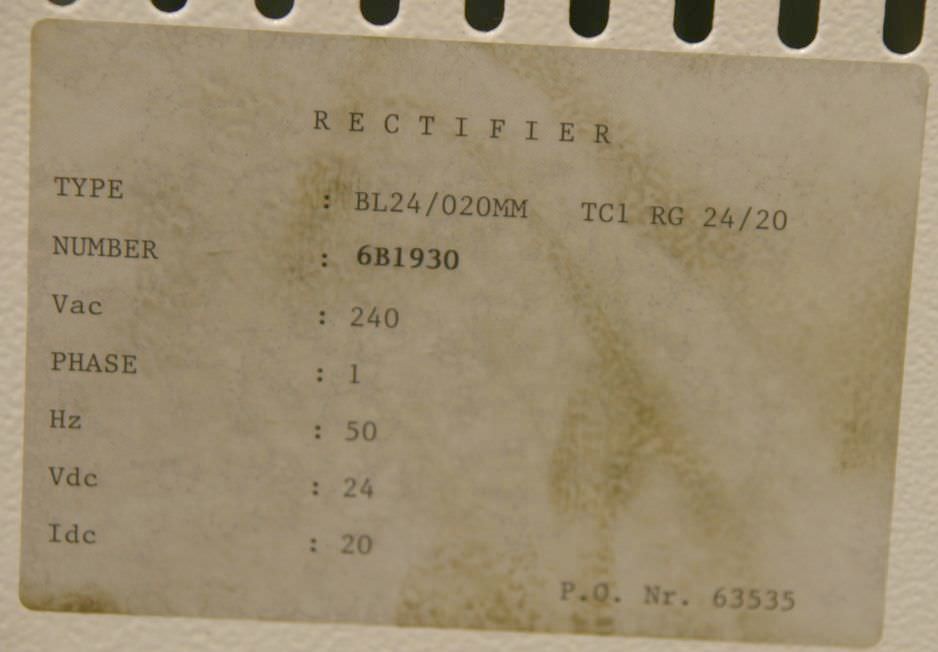 RECTIFIER
TYPE : BL24/020MM TC1 RG 24/20
NUMBER : 6B1930
Vac : 240
PHASE : 1
Hz : 50
Vdc : 24
Idc : 20
P.O. Nr. 63535